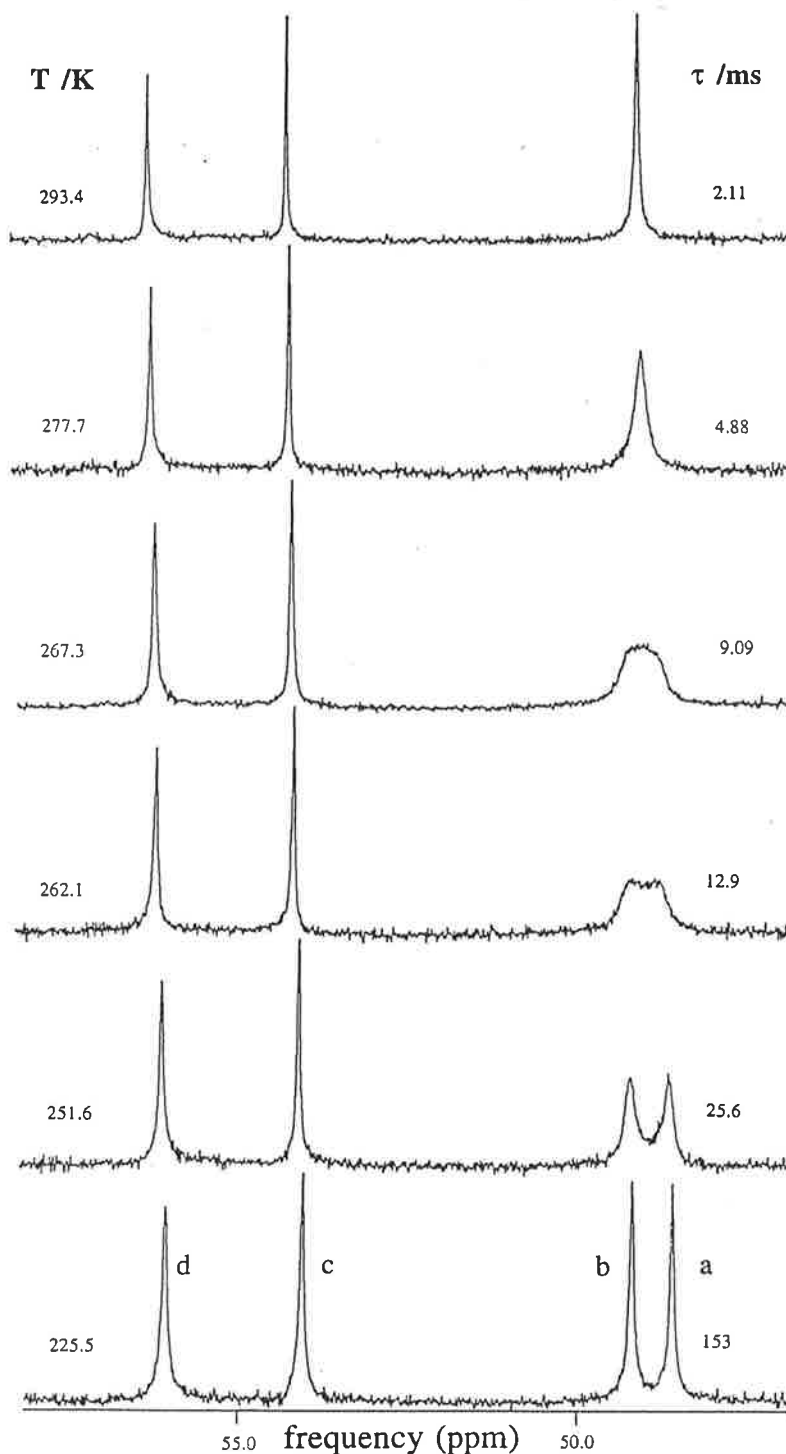 T /K τ /ms
293.4 2.11
277.7 4.88
267.3 9.09
262.1 12.9
251.6 25.6
d c b a
225.5 153
55.0 50.0
frequency (ppm)